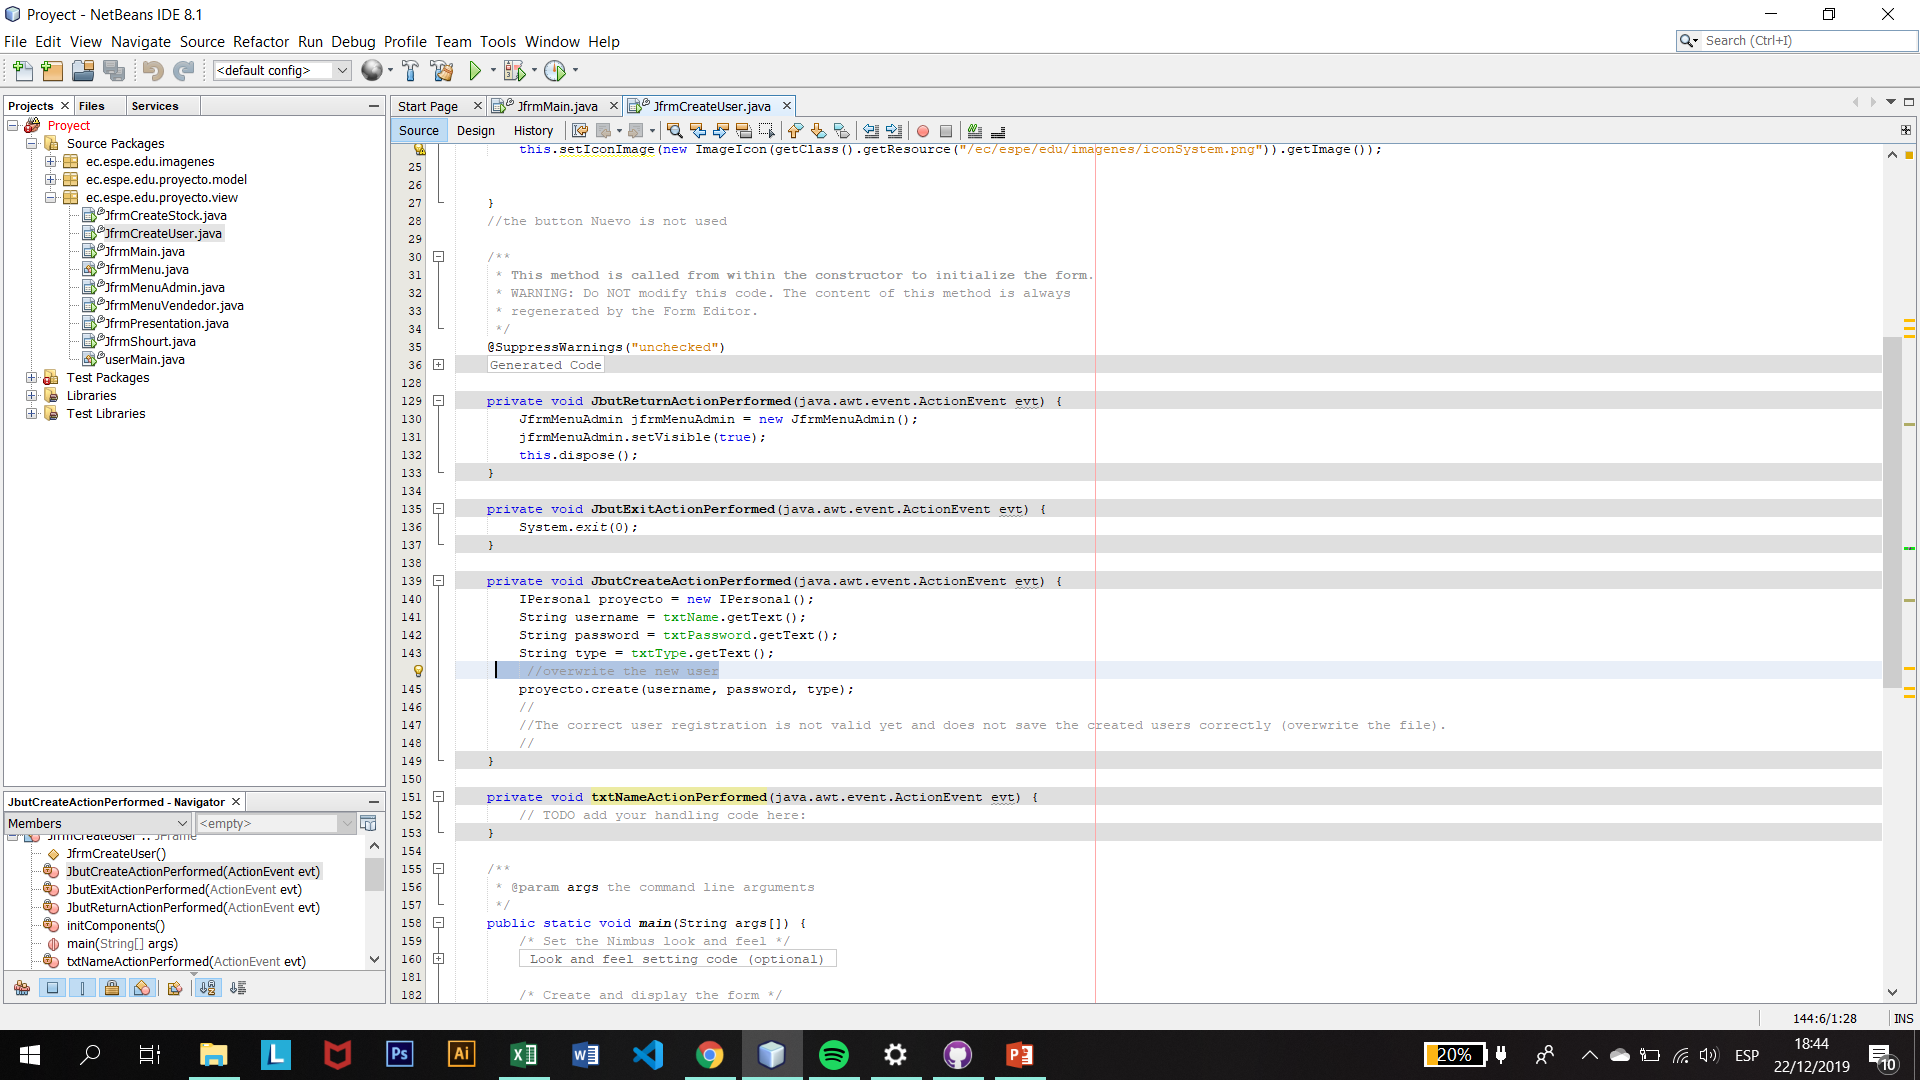 Proyect - NetBeans IDE 8.1
File Edit View Navigate Source Refactor Run Debug Profile Team Tools Window Help
Search (Ctrl+I)
<default config>
Projects Files Services
Start Page JfrmMain.java JfrmCreateUser.java
Source Design History
Proyect
Source Packages
ec.espe.edu.imagenes
ec.espe.edu.proyecto.model
ec.espe.edu.proyecto.view
JfrmCreateStock.java
JfrmCreateUser.java
JfrmMain.java
JfrmMenu.java
JfrmMenuAdmin.java
JfrmMenuVendedor.java
JfrmPresentation.java
JfrmShourt.java
userMain.java
Test Packages
Libraries
Test Libraries
this.setIconImage(new ImageIcon(getClass().getResource("/ec/espe/edu/imagenes/iconSystem.png")).getImage());
25
26
27 }
28 //the button Nuevo is not used
29
30 /**
31 * This method is called from within the constructor to initialize the form.
32 * WARNING: Do NOT modify this code. The content of this method is always
33 * regenerated by the Form Editor.
34 */
35 @SuppressWarnings("unchecked")
36 Generated Code
128
129 private void JbutReturnActionPerformed(java.awt.event.ActionEvent evt) {
130 JfrmMenuAdmin jfrmMenuAdmin = new JfrmMenuAdmin();
131 jfrmMenuAdmin.setVisible(true);
132 this.dispose();
133 }
134
135 private void JbutExitActionPerformed(java.awt.event.ActionEvent evt) {
136 System.exit(0);
137 }
138
139 private void JbutCreateActionPerformed(java.awt.event.ActionEvent evt) {
140 IPersonal proyecto = new IPersonal();
141 String username = txtName.getText();
142 String password = txtPassword.getText();
143 String type = txtType.getText();
//overwrite the new user
145 proyecto.create(username, password, type);
146 //
147 //The correct user registration is not valid yet and does not save the created users correctly (overwrite the file).
148 //
149 }
150
151 private void txtNameActionPerformed(java.awt.event.ActionEvent evt) {
152 // TODO add your handling code here:
153 }
154
155 /**
156 * @param args the command line arguments
157 */
158 public static void main(String args[]) {
159 /* Set the Nimbus look and feel */
160 Look and feel setting code (optional)
181
182 /* Create and display the form */
JbutCreateActionPerformed - Navigator
Members <empty>
JfrmCreateUser :: JFrame
JfrmCreateUser()
JbutCreateActionPerformed(ActionEvent evt)
JbutExitActionPerformed(ActionEvent evt)
JbutReturnActionPerformed(ActionEvent evt)
initComponents()
main(String[] args)
txtNameActionPerformed(ActionEvent evt)
144:6/1:28 INS
L Ps Ai
20% ESP
18:44
22/12/2019
10